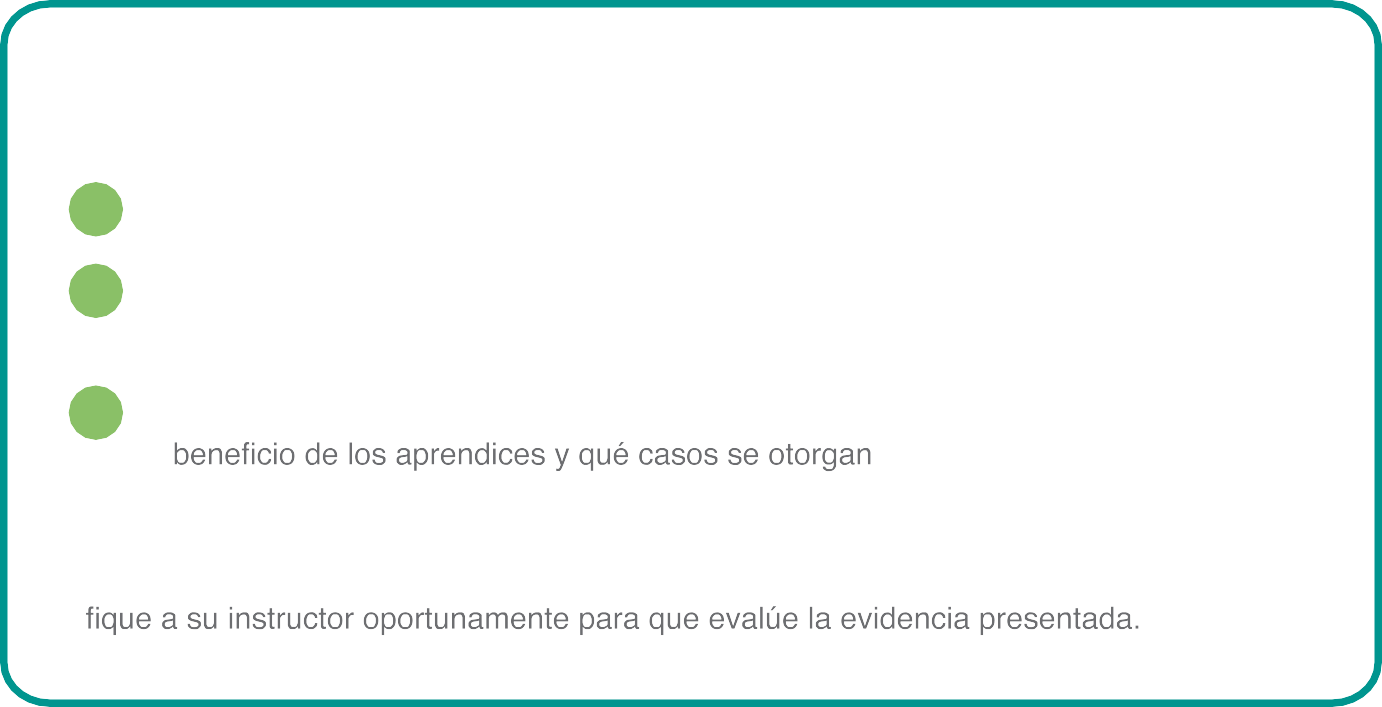 beneficio de los aprendices y qué casos se otorgan
fique a su instructor oportunamente para que evalúe la evidencia presentada.